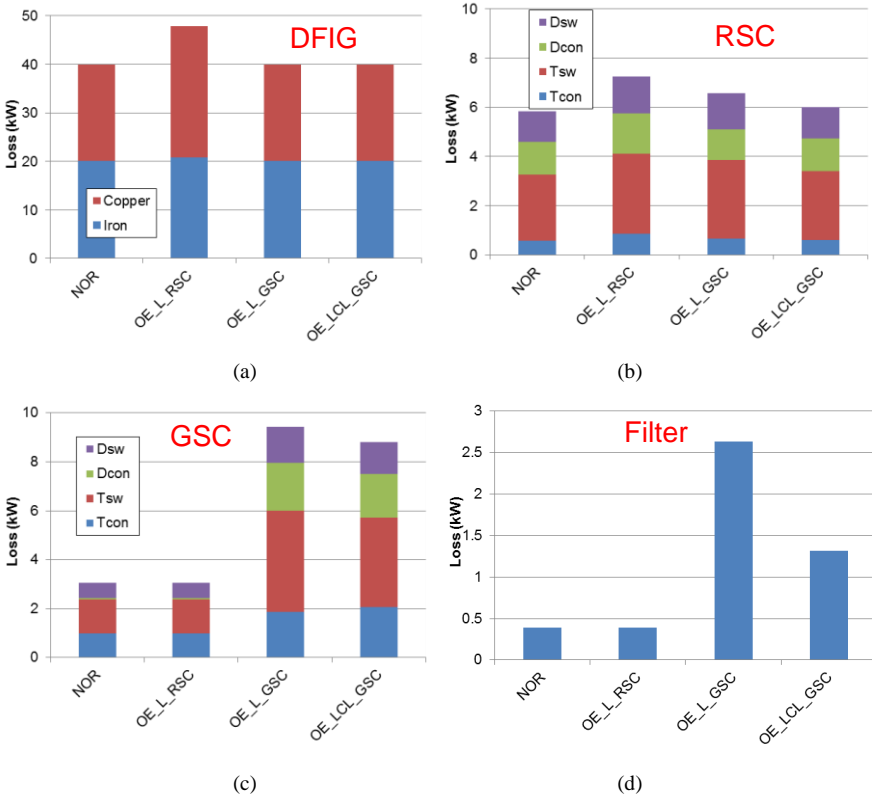 DFIG
Loss (kW)
50
40
30
20
10
0
Copper
Iron
NOR
OE_L_RSC
OE_L_GSC
OE_LCL_GSC
(a)
RSC
Loss (kW)
10
8
6
4
2
0
Dsw
Dcon
Tsw
Tcon
NOR
OE_L_RSC
OE_L_GSC
OE_LCL_GSC
(b)
GSC
Loss (kW)
10
8
6
4
2
0
Dsw
Dcon
Tsw
Tcon
NOR
OE_L_RSC
OE_L_GSC
OE_LCL_GSC
(c)
Filter
Loss (kW)
3
2.5
2
1.5
1
0.5
0
NOR
OE_L_RSC
OE_L_GSC
OE_LCL_GSC
(d)